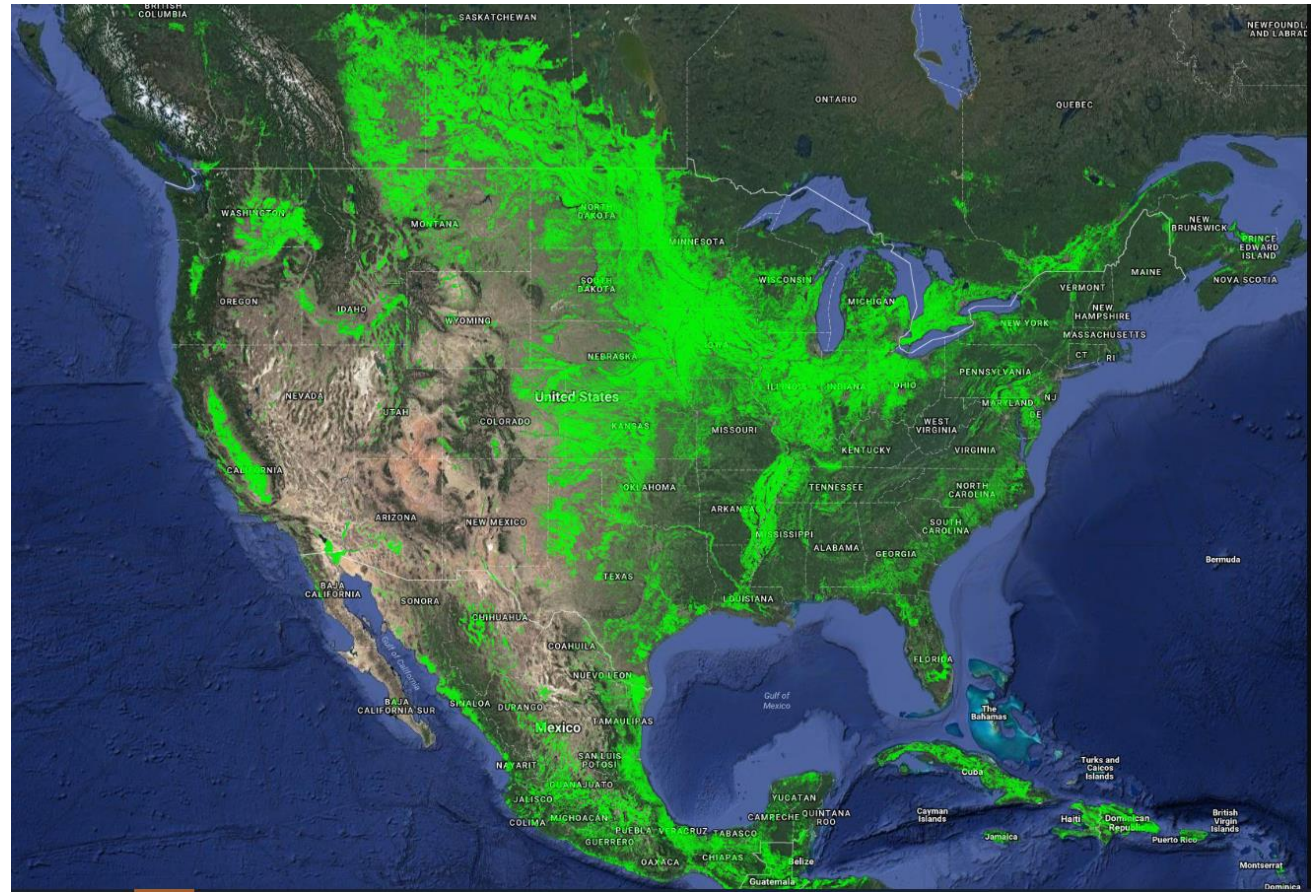 BRITISH
COLUMBIA
SASKATCHEWAN
NEWFOUNDL
AND LABRAD
ONTARIO
QUEBEC
WASHINGTON
MONTANA
NORTH
DAKOTA
MINNESOTA
NEW
BRUNSWICK
PRINCE
EDWARD
ISLAND
NOVA SCOTIA
MAINE
OREGON
IDAHO
WYOMING
SOUTH
DAKOTA
WISCONSIN
MICHIGAN
VERMONT
NEW
HAMPSHIRE
NEW YORK
MASSACHUSETTS
CT
RI
NEBRASKA
IOWA
ILLINOIS
INDIANA
OHIO
PENNSYLVANIA
NEVADA
UTAH
COLORADO
United States
KANSAS
MISSOURI
WEST
VIRGINIA
MARYLAND
NJ
DE
KENTUCKY
VIRGINIA
CALIFORNIA
ARIZONA
NEW MEXICO
OKLAHOMA
ARKANSAS
TENNESSEE
NORTH
CAROLINA
SOUTH
CAROLINA
MISSISSIPPI
ALABAMA
GEORGIA
Bermuda
TEXAS
LOUISIANA
BAJA
CALIFORNIA
SONORA
CHIHUAHUA
COAHUILA
Gulf of California
NUEVO LEON
FLORIDA
BAJA
CALIFORNIA SUR
SINALOA
DURANGO
Gulf of
Mexico
The
Bahamas
Mexico
TAMAULIPAS
NAYARIT
SAN LUIS
POTOSI
GUANAJUATO
JALISCO
COLIMA
MICHOACAN
GUERRERO
PUEBLA
VERACRUZ
TABASCO
OAXACA
CHIAPAS
YUCATAN
CAMPECHE
QUINTANA
ROO
Belize
Guatemala
Cuba
Cayman
Islands
Jamaica
Turks and
Caicos
Islands
Haiti
Dominican
Republic
Puerto Rico
British
Virgin
Islands
Montserrat
Dominica